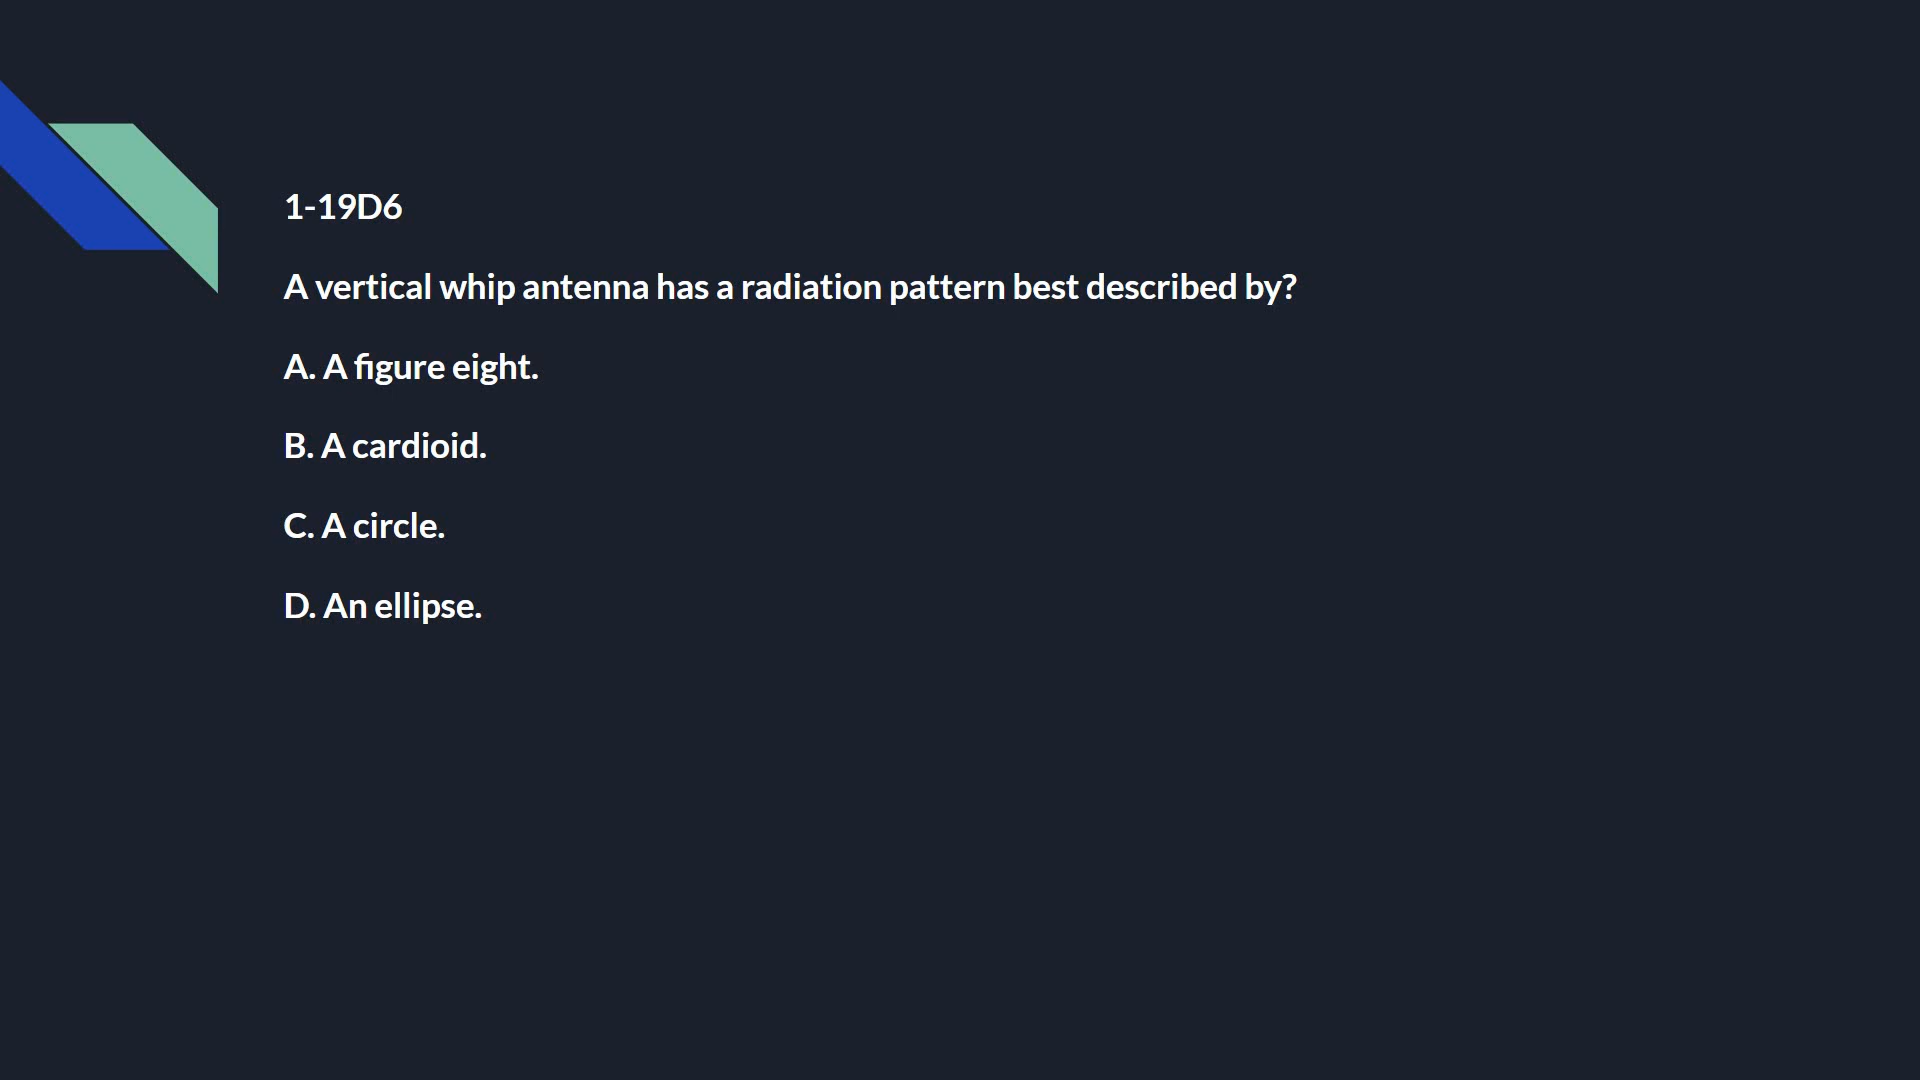 1-19D6
A vertical whip antenna has a radiation pattern best described by?
A. A figure eight.
B. A cardioid.
C. A circle.
D. An ellipse.